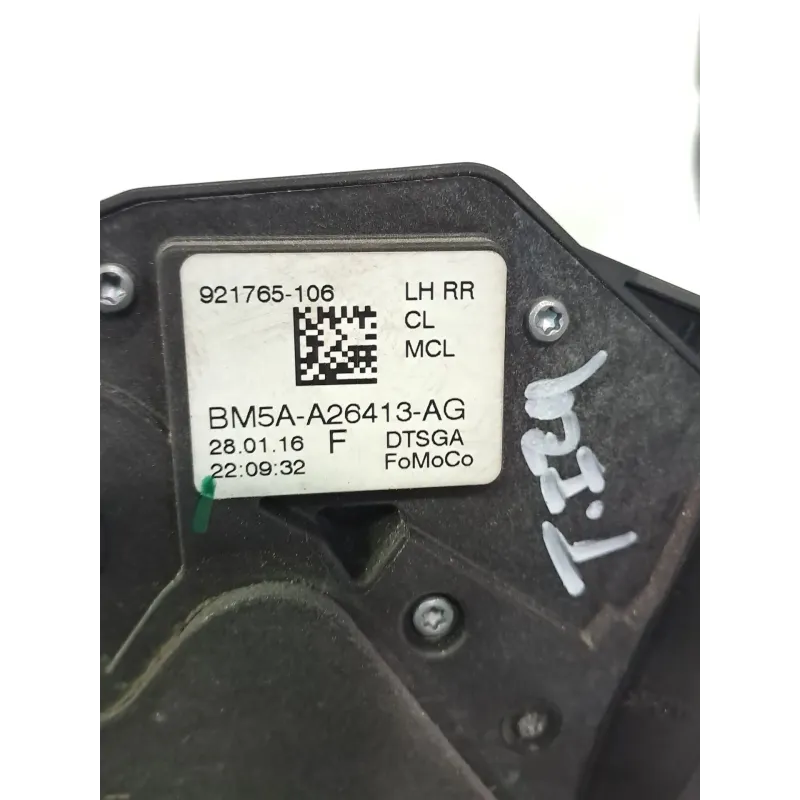 921765-106 LH RR
CL
MCL
BM5A-A26413-AG
28.01.16 F DTSGA
22:09:32 FoMoCo